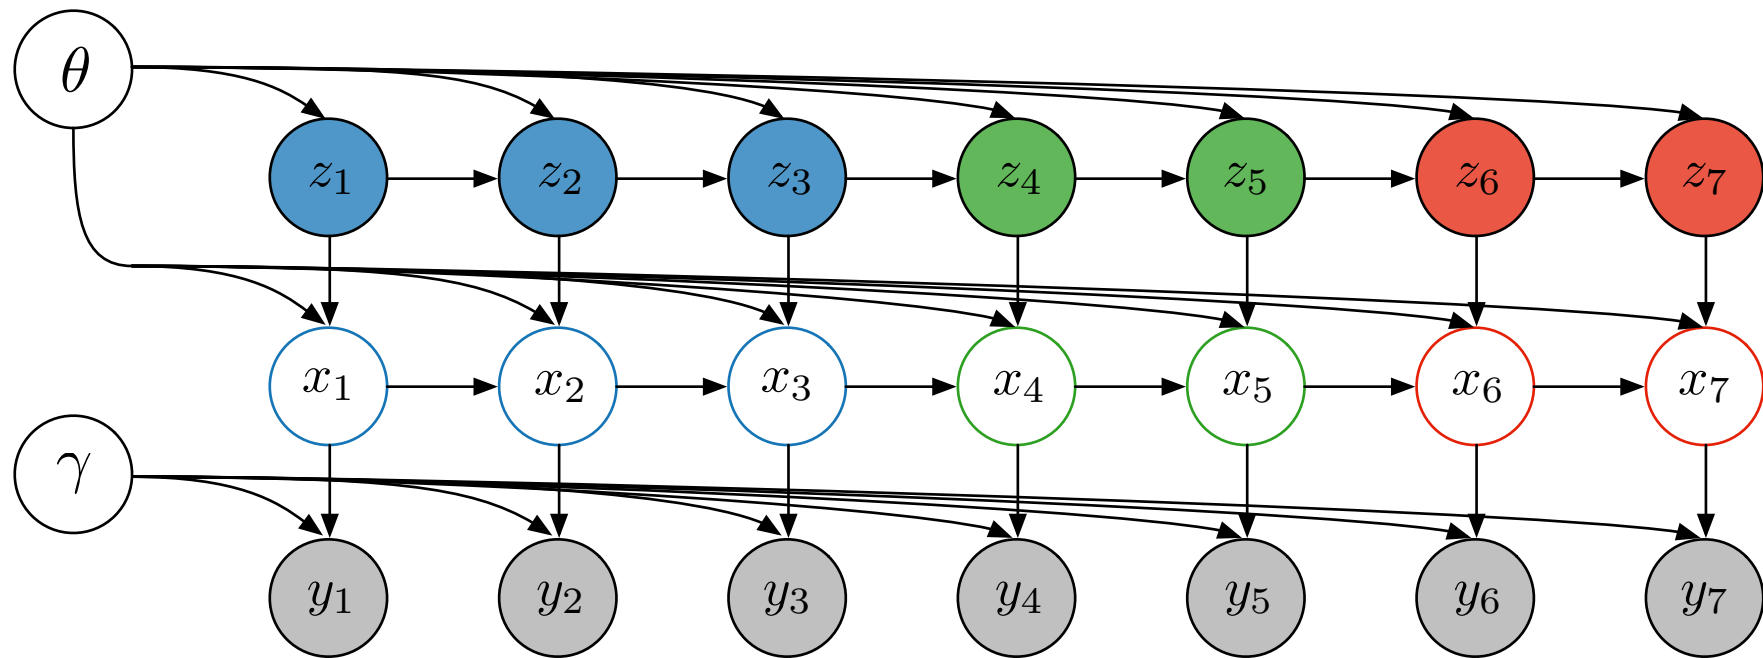 θ
z₁ z₂ z₃ z₄ z₅ z₆ z₇
x₁ x₂ x₃ x₄ x₅ x₆ x₇
γ
y₁ y₂ y₃ y₄ y₅ y₆ y₇